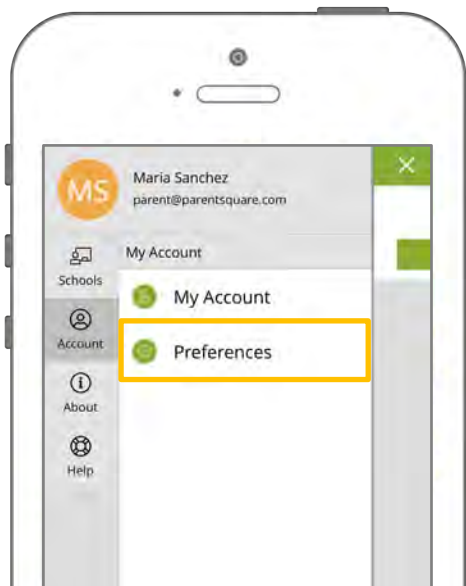 MS
Maria Sanchez
parent@parentsquare.com
Schools
Account
About
Help
My Account
My Account
Preferences